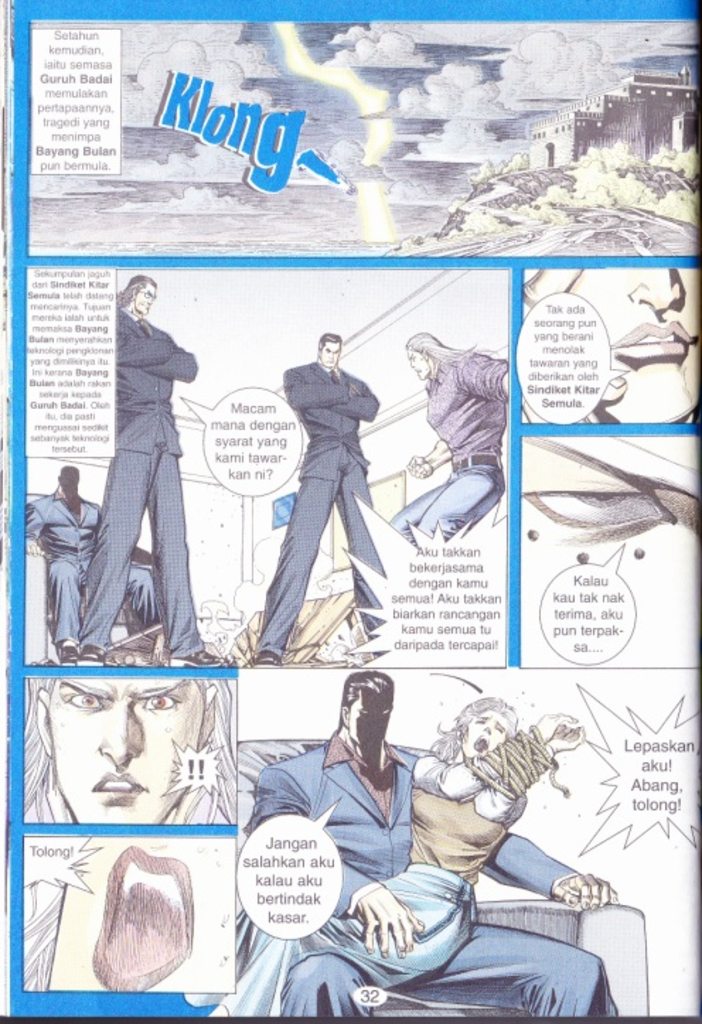 Setahun
kemudian,
iaitu semasa
Guruh Badai
memulakan
pertapaannya,
tragedi yang
menimpa
Bayang Bulan
pun bermula.
Klong
Sekumpulan jaguh
dari Sindiket Kitar
Semula telah datang
mencarinya. Tujuan
mereka ialah untuk
memaksa Bayang
Bulan menyerahkan
teknologi pengklonan
yang dimilikinya itu.
Ini kerana Bayang
Bulan adalah rakan
sekerja kepada
Guruh Badai. Oleh
itu, dia pasti
menguasai sedikit
sebanyak teknologi
tersebut.
Macam
mana dengan
syarat yang
kami tawar-
kan ni?
Aku takkan
bekerjasama
dengan kamu
semua! Aku takkan
biarkan rancangan
kamu semua tu
daripada tercapai!
Tak ada
seorang pun
yang berani
menolak
tawaran yang
diberikan oleh
Sindiket Kitar
Semula.
Kalau
kau tak nak
terima, aku
pun terpak-
sa....
!!
Tolong!
Jangan
salahkan aku
kalau aku
bertindak
kasar.
Lepaskan
aku!
Abang,
tolong!
32